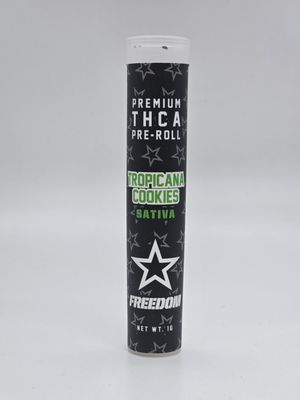 PREMIUM
THCA
PRE-ROLL
TROPICANA
COOKIES
SATIVA
FREEDOM
NET WT. 1G